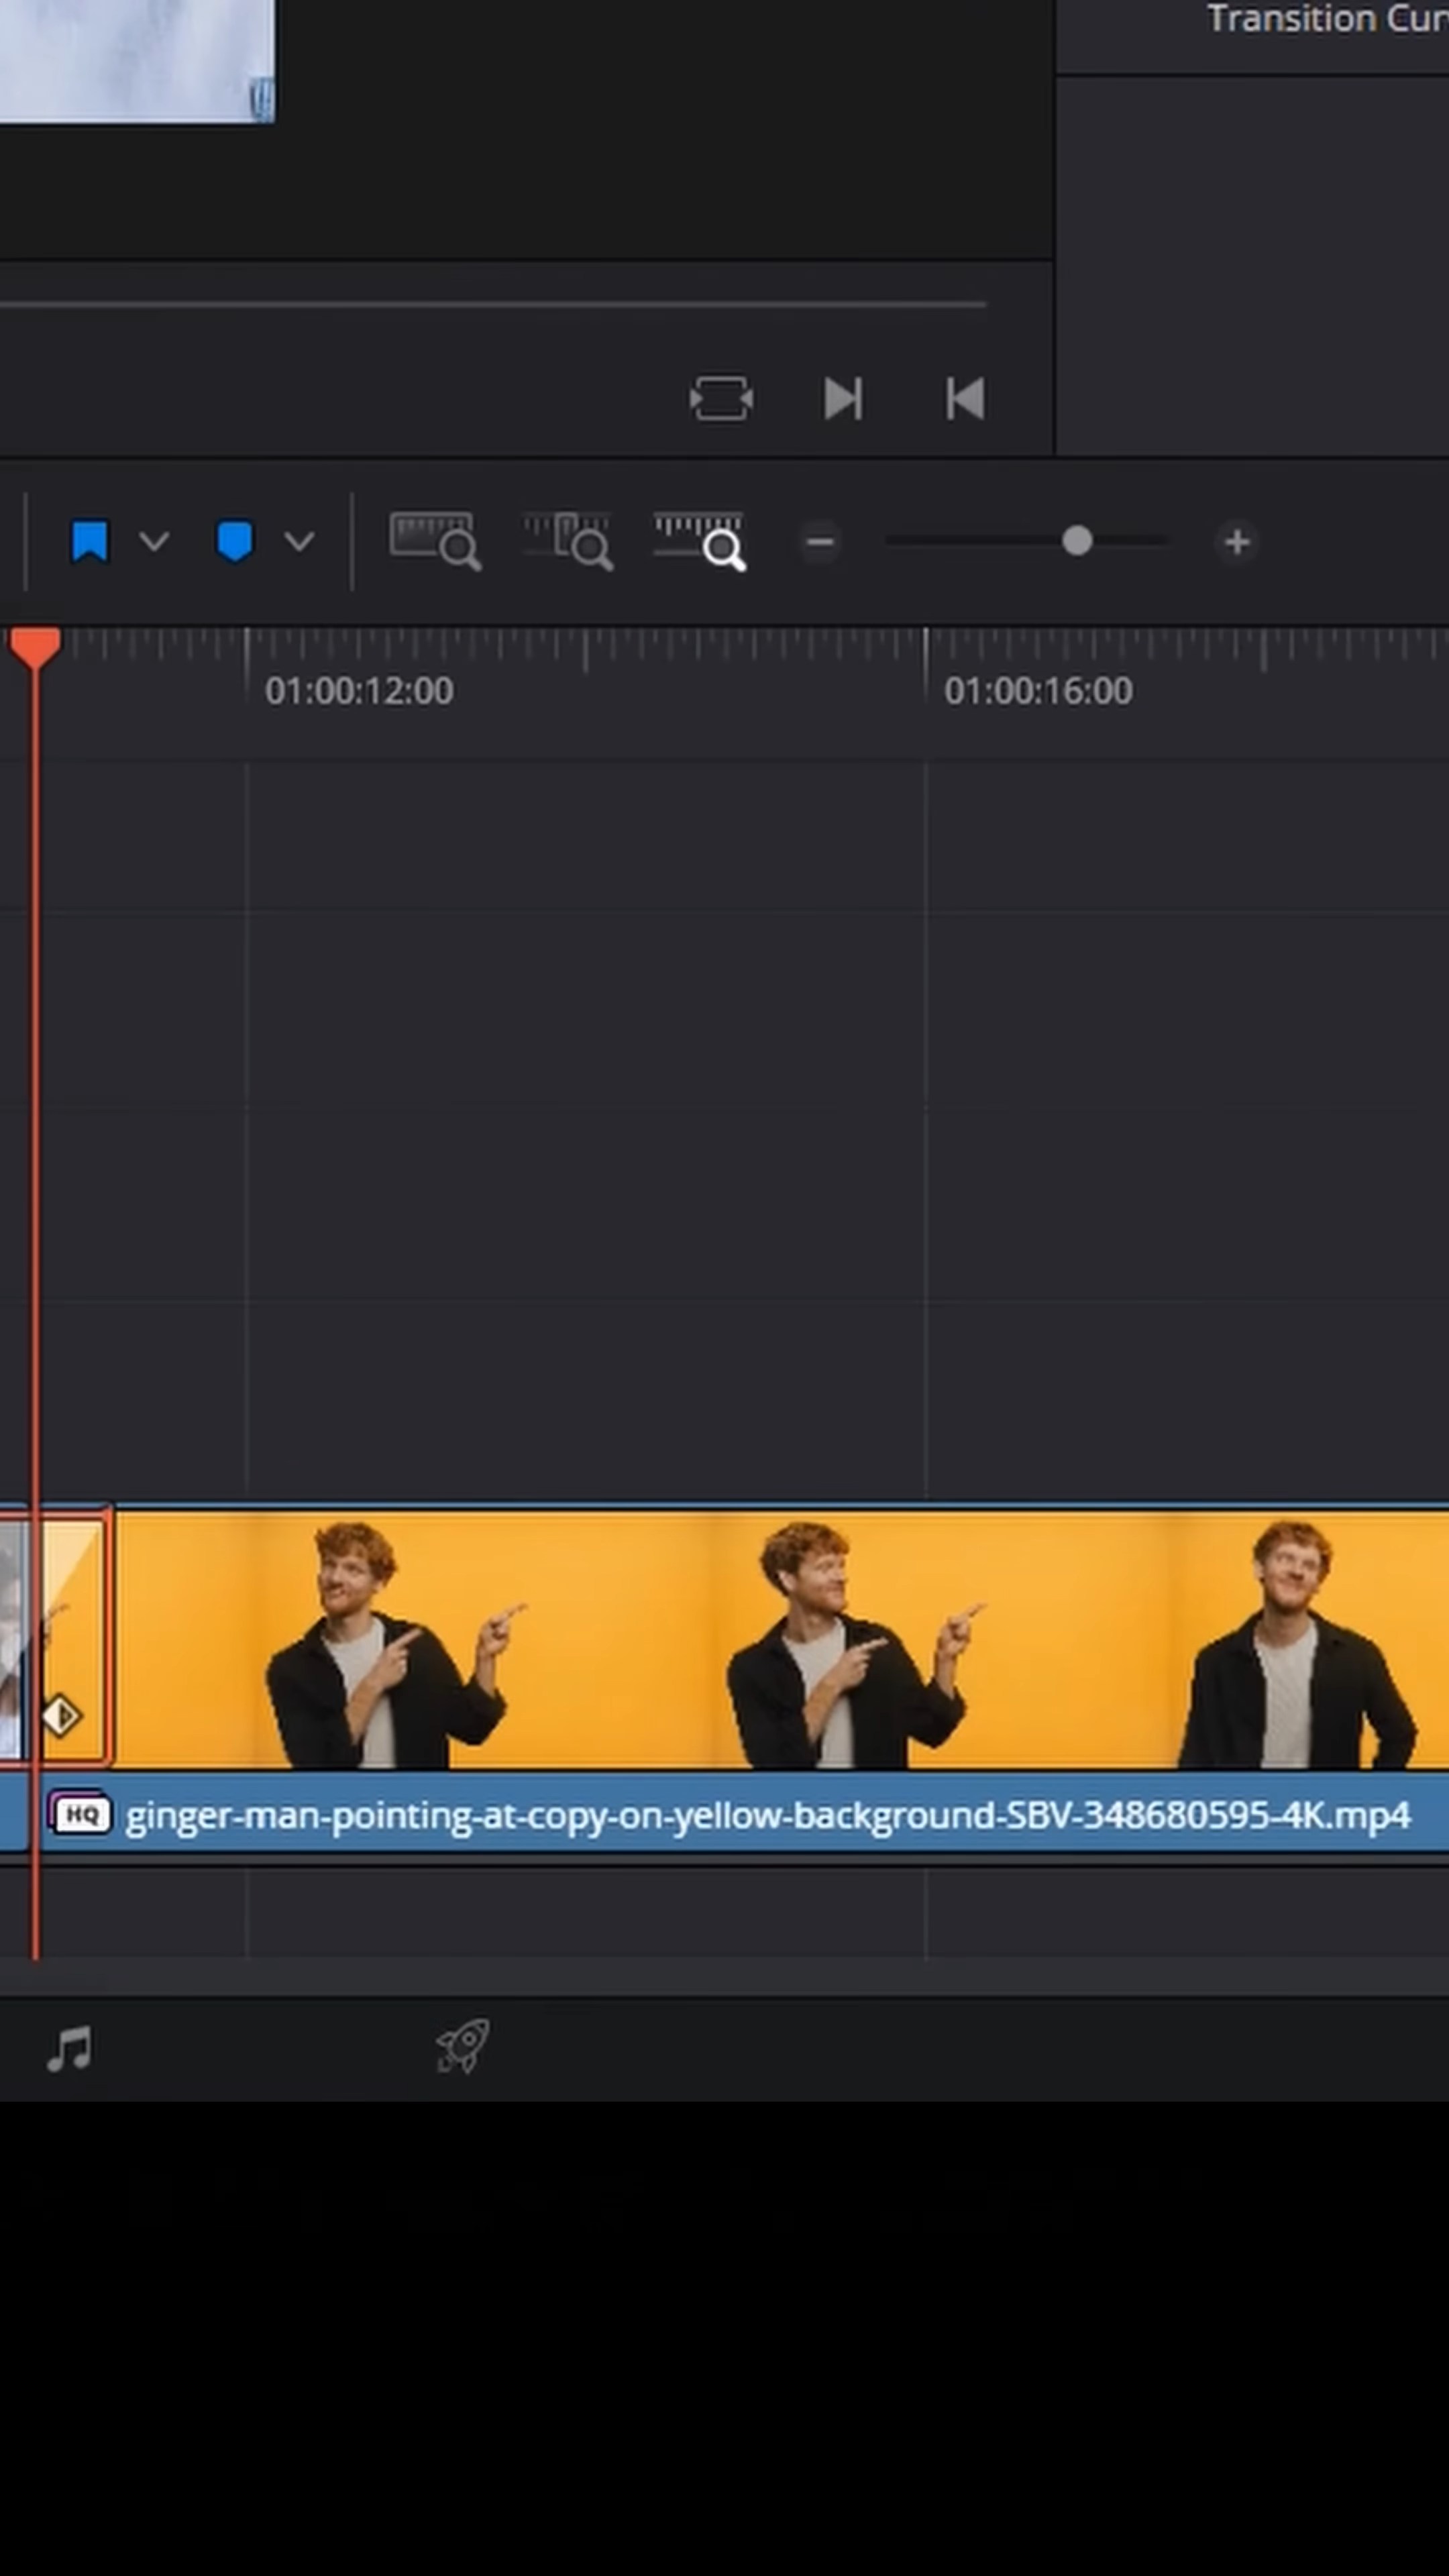 Transition Cur
01:00:12:00
01:00:16:00
HQ
ginger-man-pointing-at-copy-on-yellow-background-SBV-348680595-4K.mp4